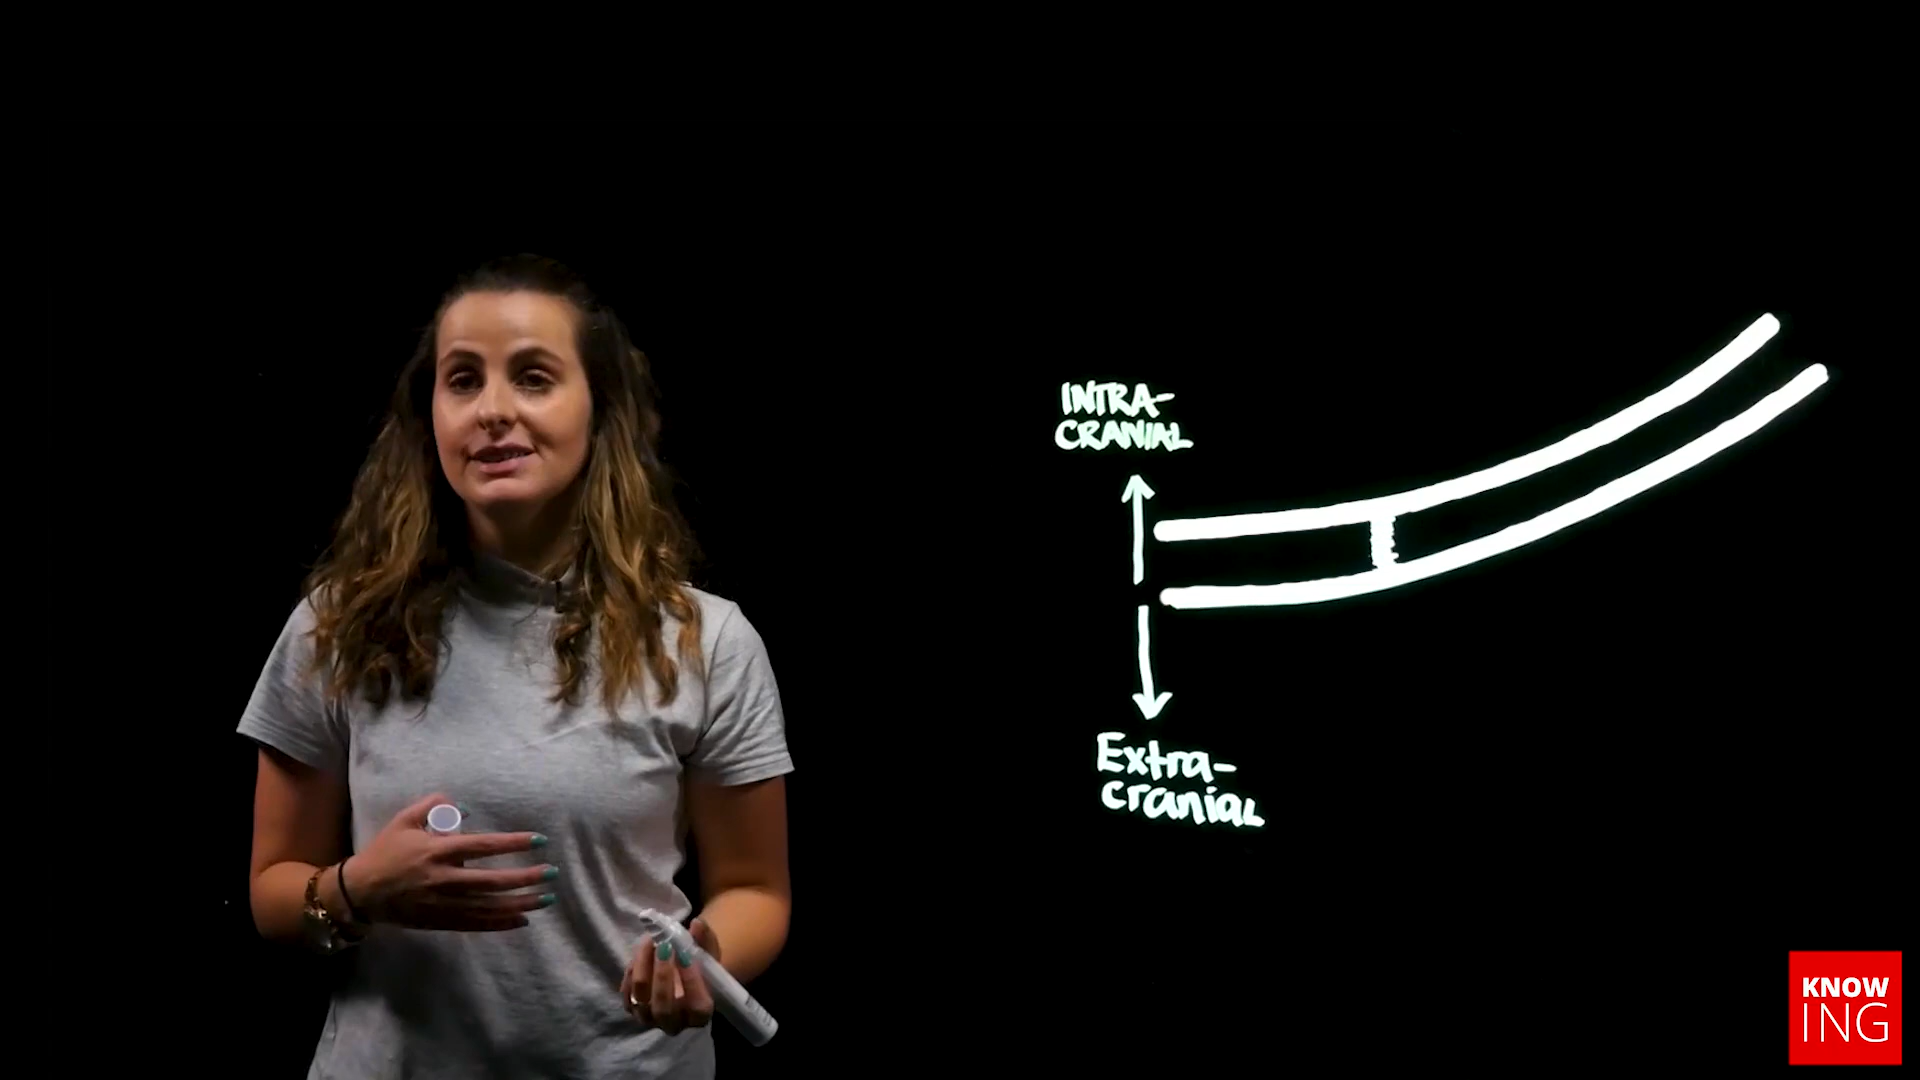 INTRA-
CRANIAL
Extra-
cranial
KNOW
ING